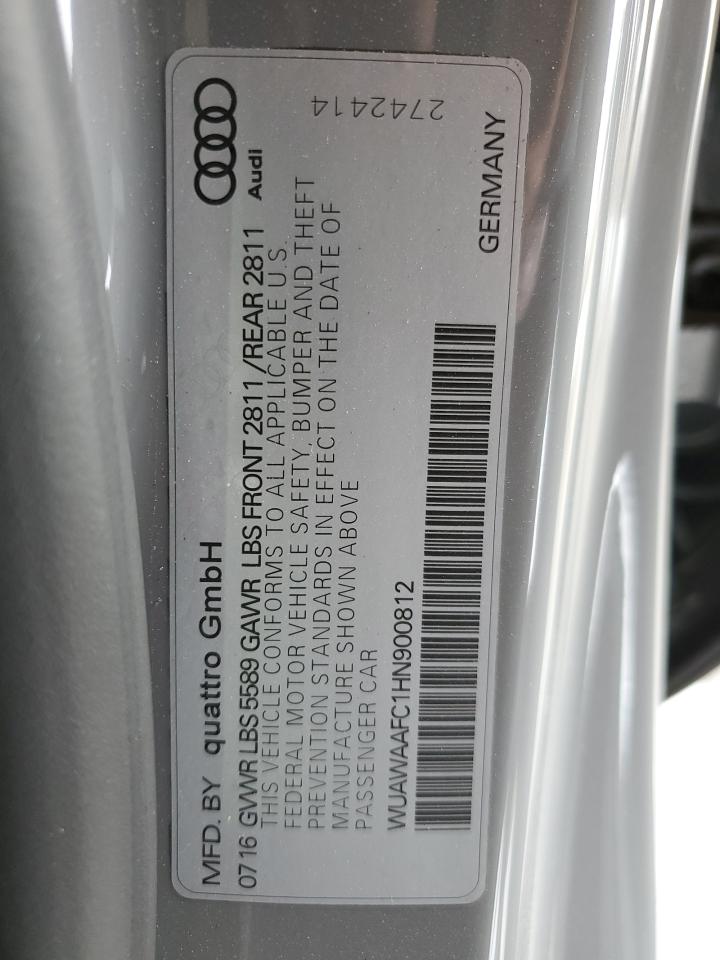 MFD. BY quattro GmbH
Audi
0716 GVWR LBS 5589 GAWR LBS FRONT 2811 /REAR 2811
THIS VEHICLE CONFORMS TO ALL APPLICABLE U.S.
FEDERAL MOTOR VEHICLE SAFETY, BUMPER AND THEFT
PREVENTION STANDARDS IN EFFECT ON THE DATE OF
MANUFACTURE SHOWN ABOVE
PASSENGER CAR
WUAWAAFC1HN900812
2742414
GERMANY